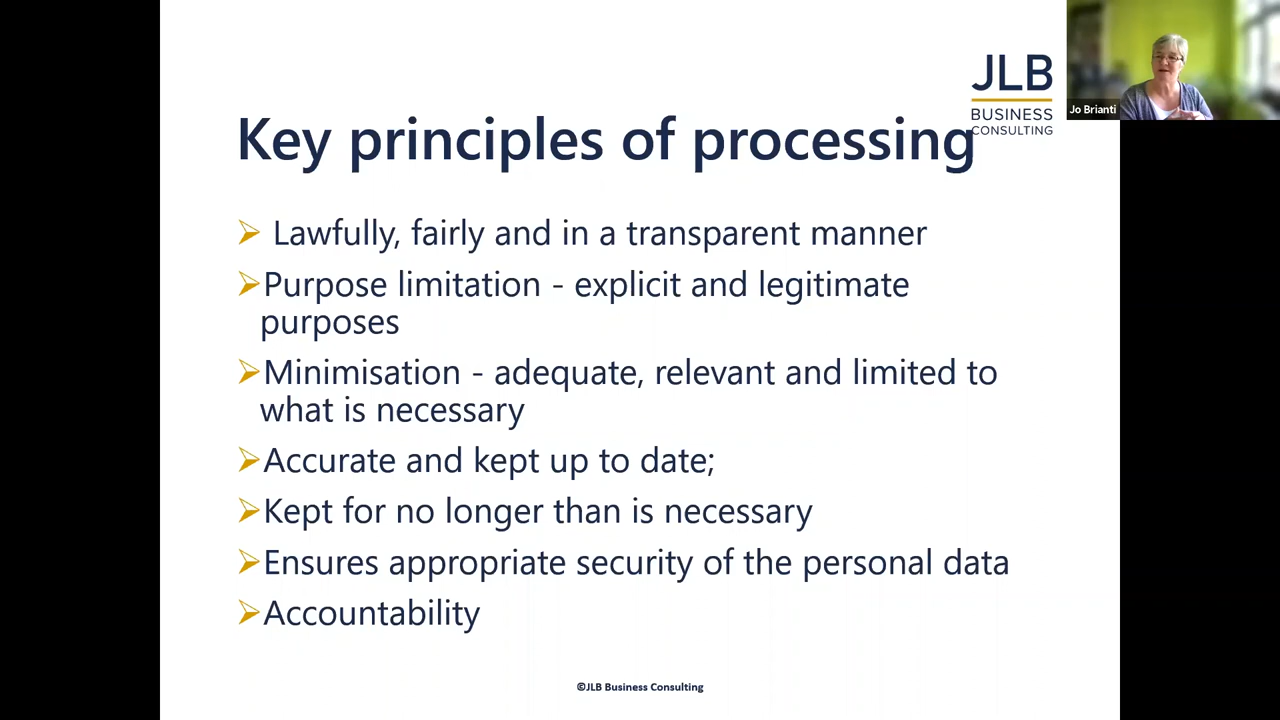 JLB
BUSINESS
CONSULTING
Jo Brianti
Key principles of processing
➢ Lawfully, fairly and in a transparent manner
➢Purpose limitation - explicit and legitimate
purposes
➢Minimisation - adequate, relevant and limited to
what is necessary
➢Accurate and kept up to date;
➢Kept for no longer than is necessary
➢Ensures appropriate security of the personal data
➢Accountability
©JLB Business Consulting